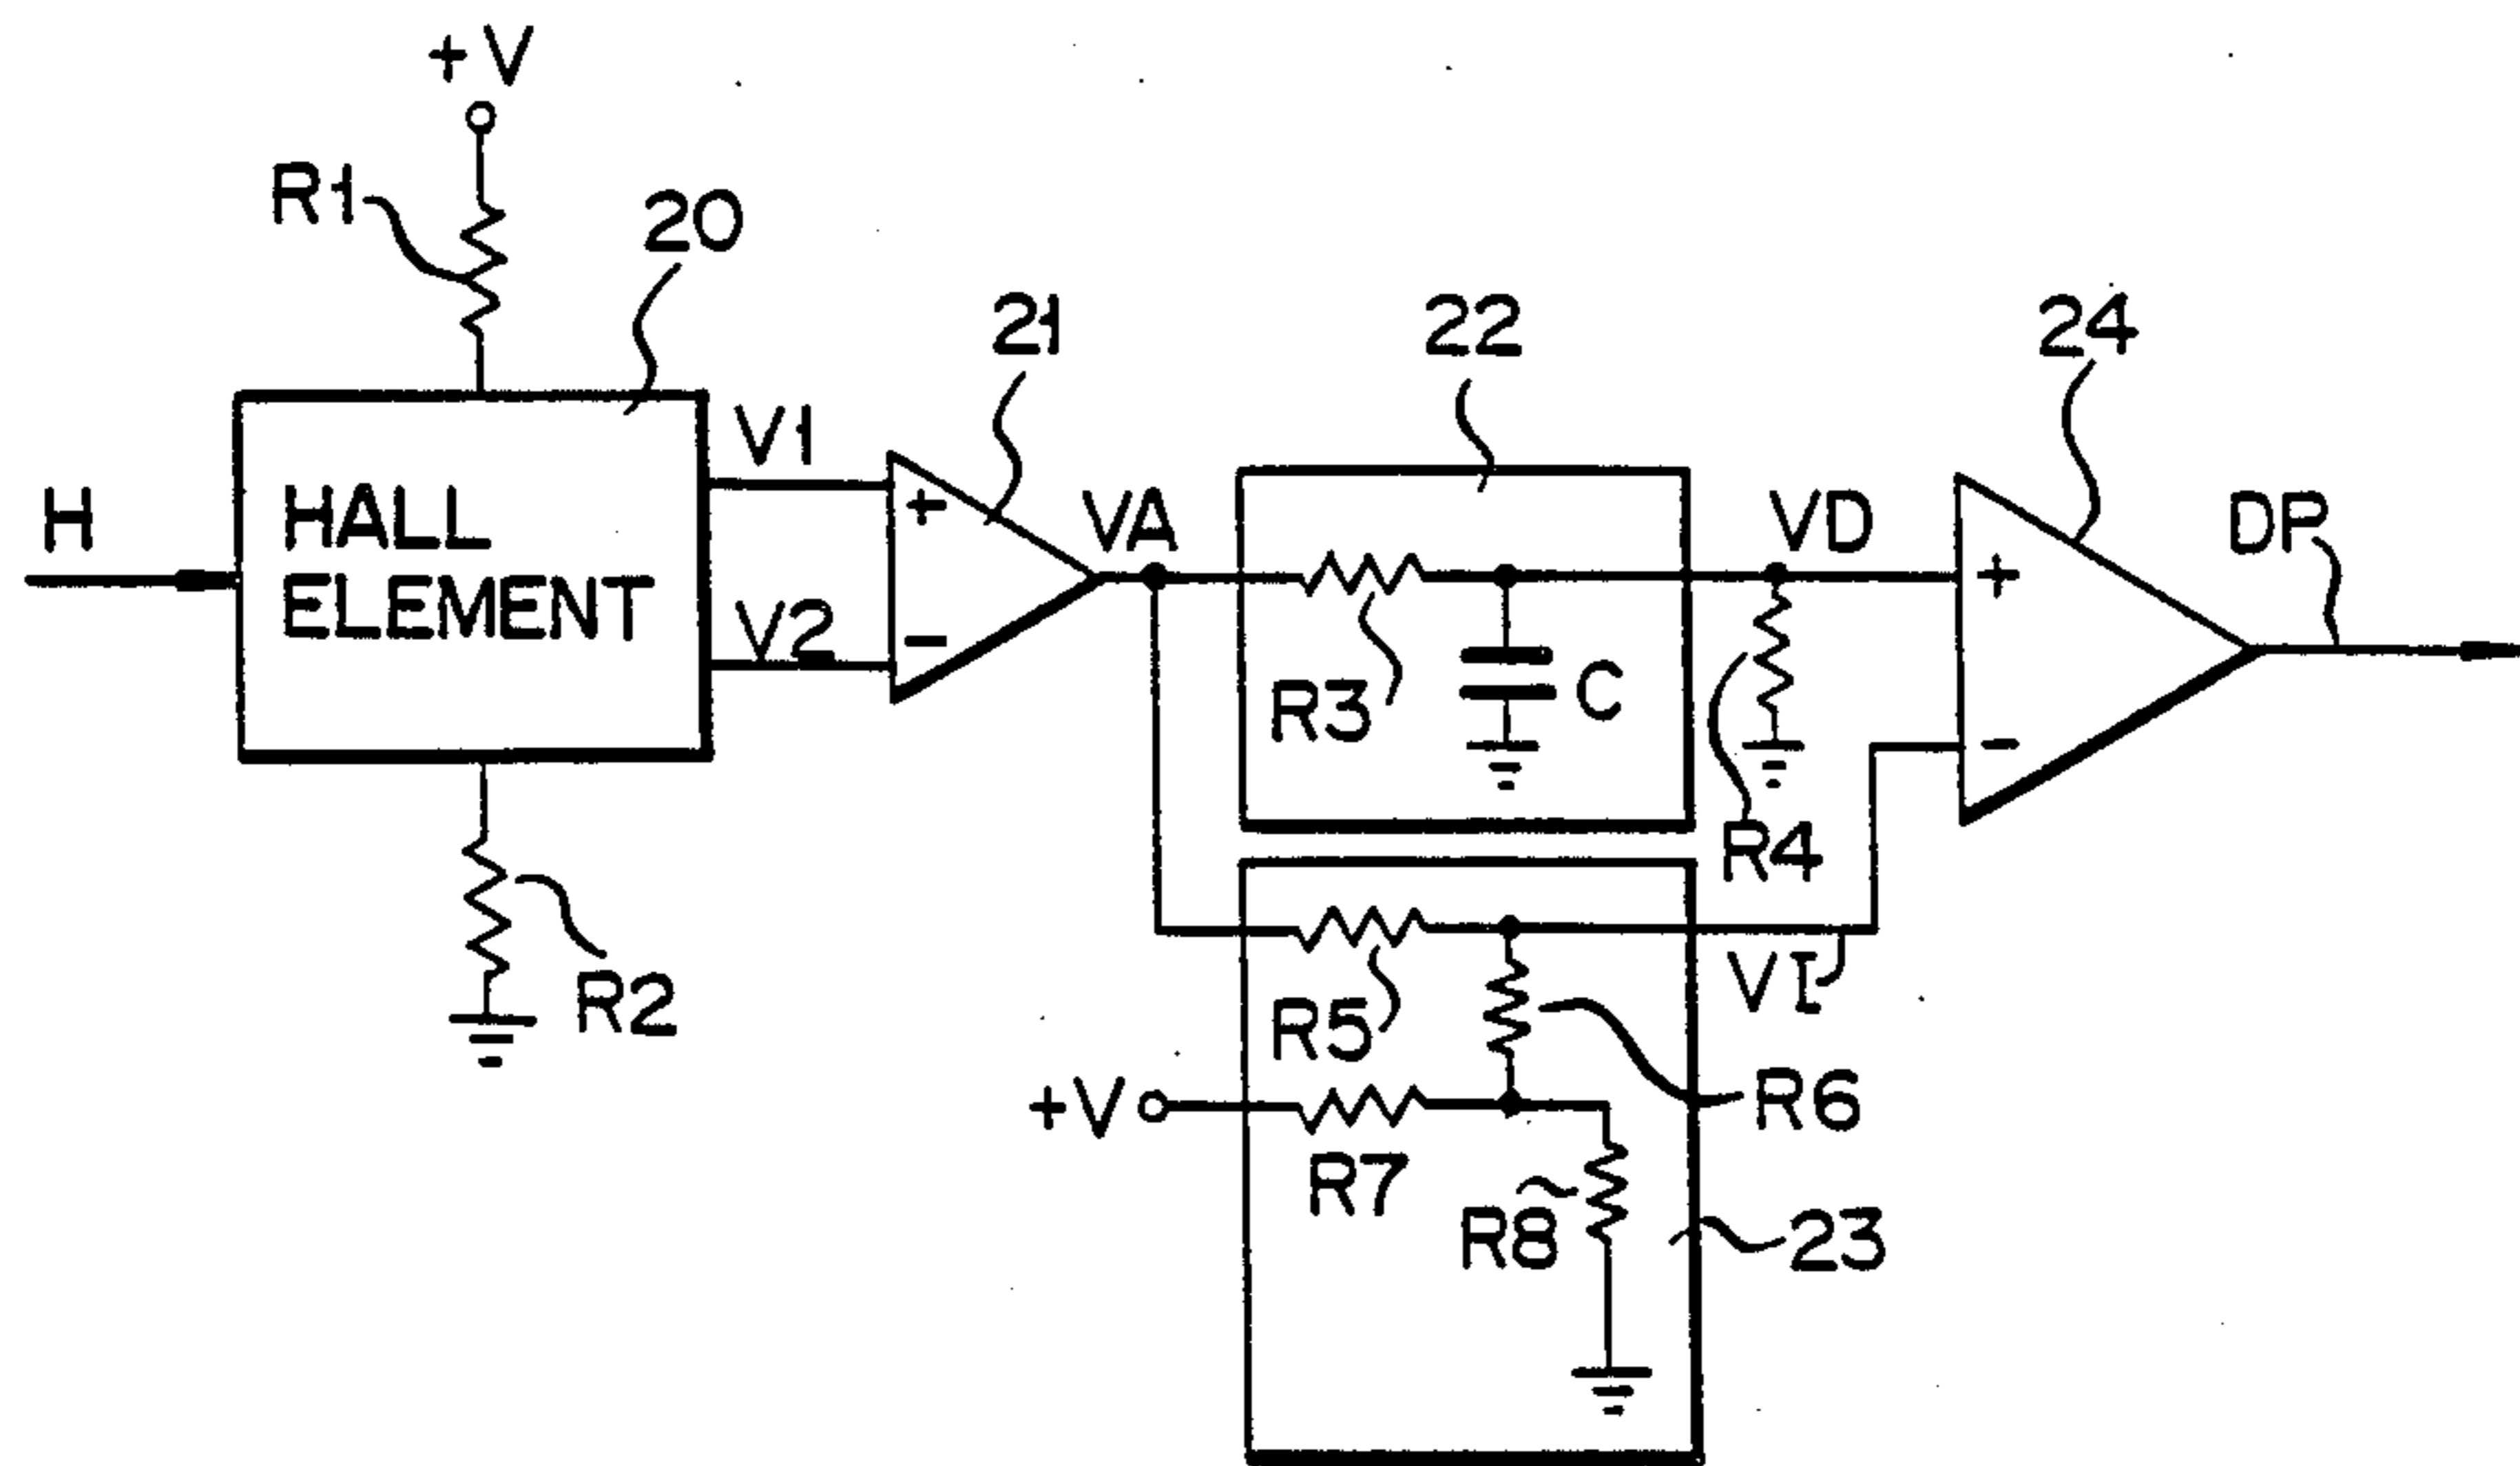 +V
R1
20
21
22
24
H
HALL
ELEMENT
V1
V2
+
-
VA
R3
C
VD
R4
+
-
DP
R2
R5
VI
R6
+V
R7
R8
23